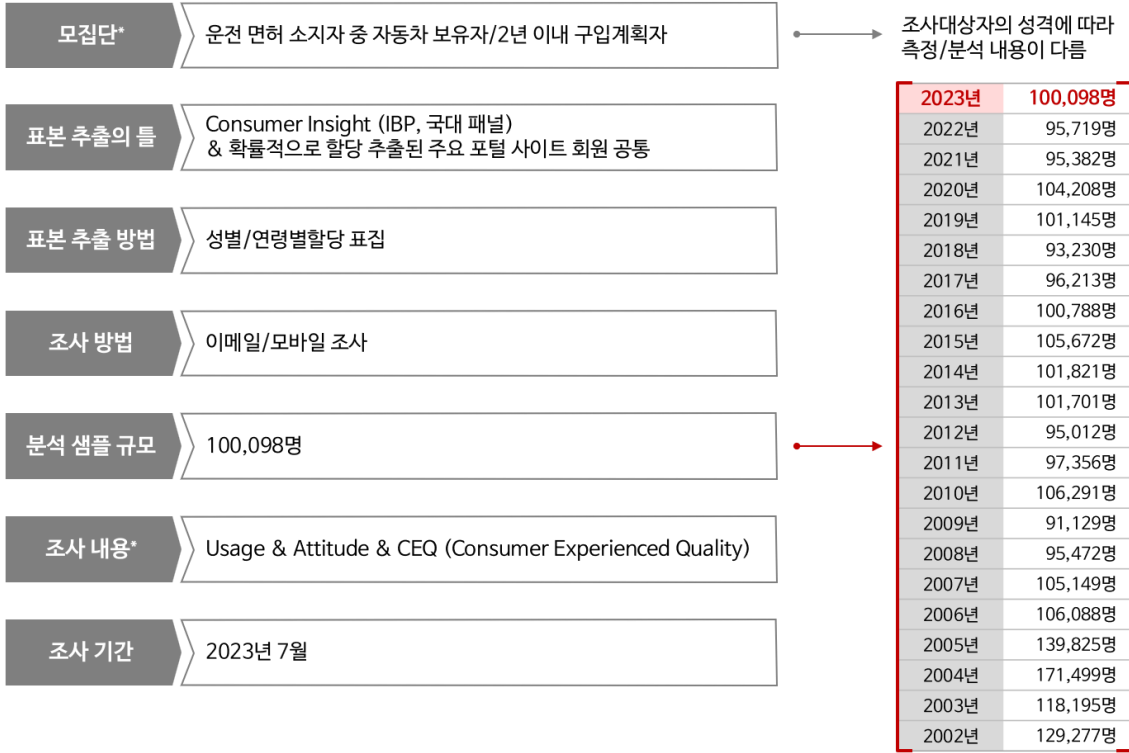 모집단*
운전 면허 소지자 중 자동차 보유자/2년 이내 구입계획자
조사대상자의 성격에 따라
측정/분석 내용이 다름
표본 추출의 틀
Consumer Insight (IBP, 국대 패널)
& 확률적으로 할당 추출된 주요 포털 사이트 회원 공통
표본 추출 방법
성별/연령별할당 표집
조사 방법
이메일/모바일 조사
분석 샘플 규모
100,098명
조사 내용*
Usage & Attitude & CEQ (Consumer Experienced Quality)
조사 기간
2023년 7월
2023년 100,098명
2022년 95,719명
2021년 95,382명
2020년 104,208명
2019년 101,145명
2018년 93,230명
2017년 96,213명
2016년 100,788명
2015년 105,672명
2014년 101,821명
2013년 101,701명
2012년 95,012명
2011년 97,356명
2010년 106,291명
2009년 91,129명
2008년 95,472명
2007년 105,149명
2006년 106,088명
2005년 139,825명
2004년 171,499명
2003년 118,195명
2002년 129,277명